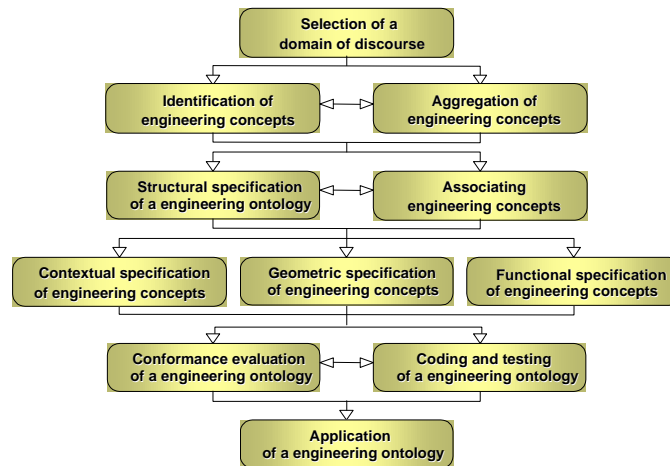 Selection of a
domain of discourse
Identification of
engineering concepts
Aggregation of
engineering concepts
Structural specification
of a engineering ontology
Associating
engineering concepts
Contextual specification
of engineering concepts
Geometric specification
of engineering concepts
Functional specification
of engineering concepts
Conformance evaluation
of a engineering ontology
Coding and testing
of a engineering ontology
Application
of a engineering ontology